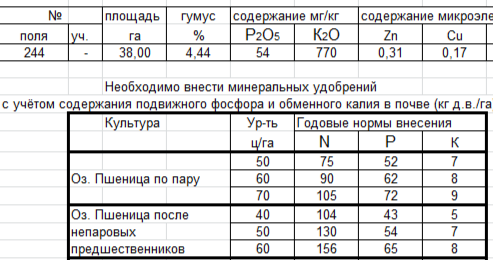 № площадь гумус содержание мг/кг содержание микроэле
поля уч. га % P2O5 K2O Zn Cu
244 - 38,00 4,44 54 770 0,31 0,17
Необходимо внести минеральных удобрений
с учётом содержания подвижного фосфора и обменного калия в почве (кг д.в./га
Культура Ур-ть Годовые нормы внесения
ц/га N P К
50 75 52 7
Оз. Пшеница по пару 60 90 62 8
70 105 72 9
Оз. Пшеница после 40 104 43 5
непаровых 50 130 54 7
предшественников 60 156 65 8